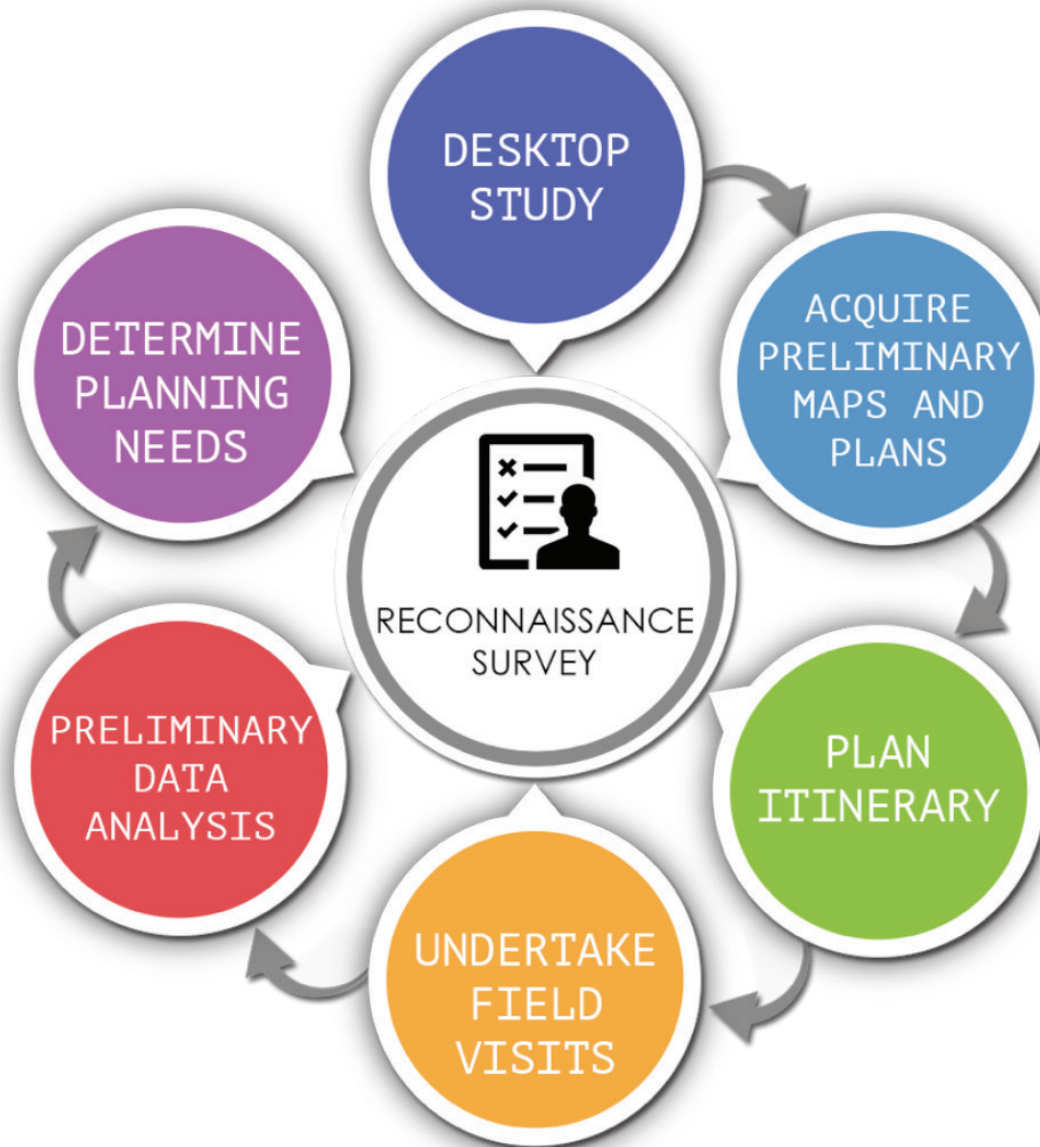 DESKTOP
STUDY
ACQUIRE
PRELIMINARY
MAPS AND
PLANS
PLAN
ITINERARY
UNDERTAKE
FIELD
VISITS
PRELIMINARY
DATA
ANALYSIS
DETERMINE
PLANNING
NEEDS
RECONNAISSANCE
SURVEY